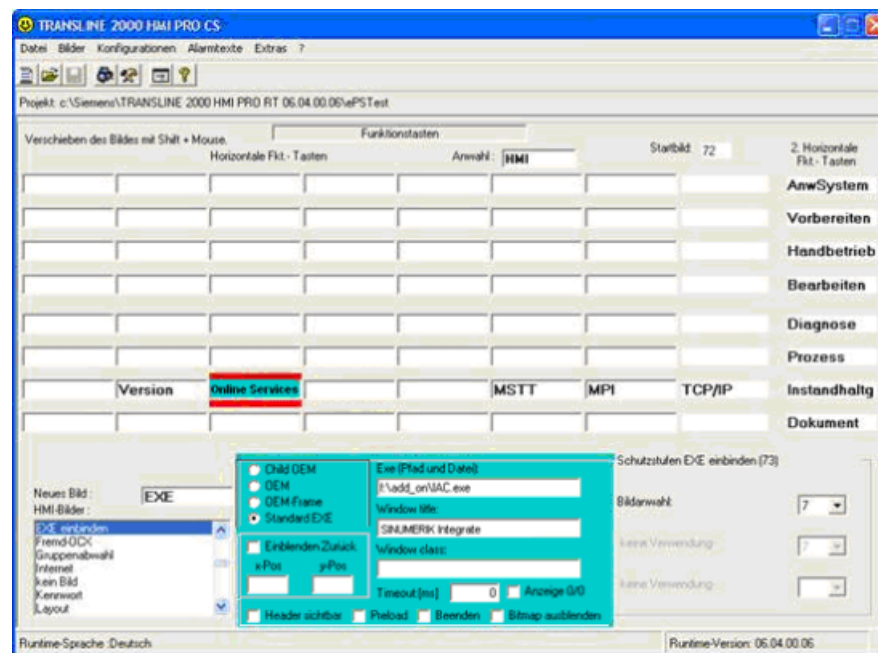 TRANSLINE 2000 HMI PRO CS
Datei Bilder Konfigurationen Alarmtexte Extras ?
Projekt: c:\Siemens\TRANSLINE 2000 HMI PRO RT 06.04.00.06\ePSTest
Verschieben des Bildes mit Shift + Mouse.
Funktionstasten
Horizontale Fkt.- Tasten
Anwahl : HMI
Startbild: 72
2. Horizontale
Fkt.- Tasten
AnwSystem
Vorbereiten
Handbetrieb
Bearbeiten
Diagnose
Prozess
Version Online Services MSTT MPI TCP/IP Instandhaltg
Dokument
Neues Bild : EXE
HMI-Bilder :
EXE einbinden
Fremd-OCX
Gruppenabwahl
Internet
kein Bild
Kennwort
Layout
Child OEM
OEM
OEM-Frame
Standard EXE
Einblenden Zurück
x-Pos y-Pos
Exe (Pfad und Datei):
f:\add_on\IAC.exe
Window title:
SINUMERIK Integrate
Window class:
Timeout [ms] 0 Anzeige 0/0
Header sichtbar Preload Beenden Bitmap ausblenden
Schutzstufen EXE einbinden (73)
Bildanwahl: 7
keine Verwendung: 7
keine Verwendung:
Runtime-Sprache :Deutsch
Runtime-Version: 06.04.00.06